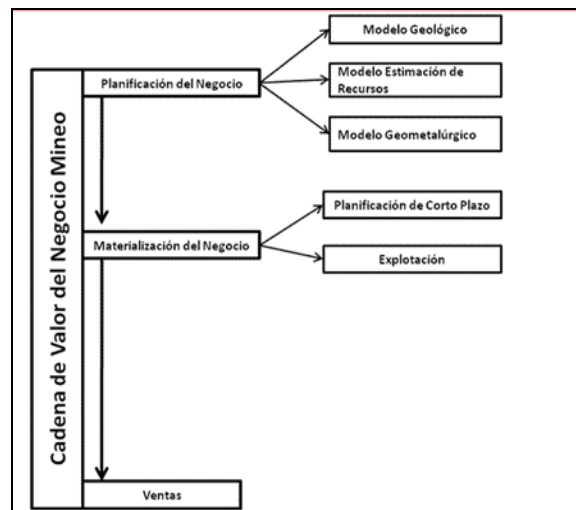 Cadena de Valor del Negocio Mineo
Planificación del Negocio
Modelo Geológico
Modelo Estimación de
Recursos
Modelo Geometalúrgico
Materialización del Negocio
Planificación de Corto Plazo
Explotación
Ventas